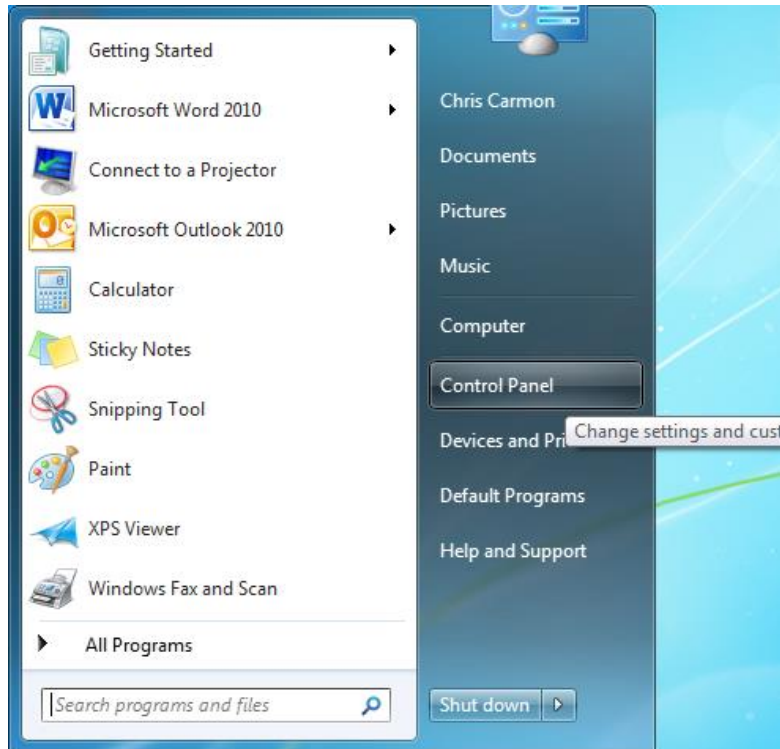 Getting Started
Microsoft Word 2010
Connect to a Projector
Microsoft Outlook 2010
Calculator
Sticky Notes
Snipping Tool
Paint
XPS Viewer
Windows Fax and Scan
All Programs
Search programs and files
Chris Carmon
Documents
Pictures
Music
Computer
Control Panel
Change settings and cust
Devices and Pri
Default Programs
Help and Support
Shut down